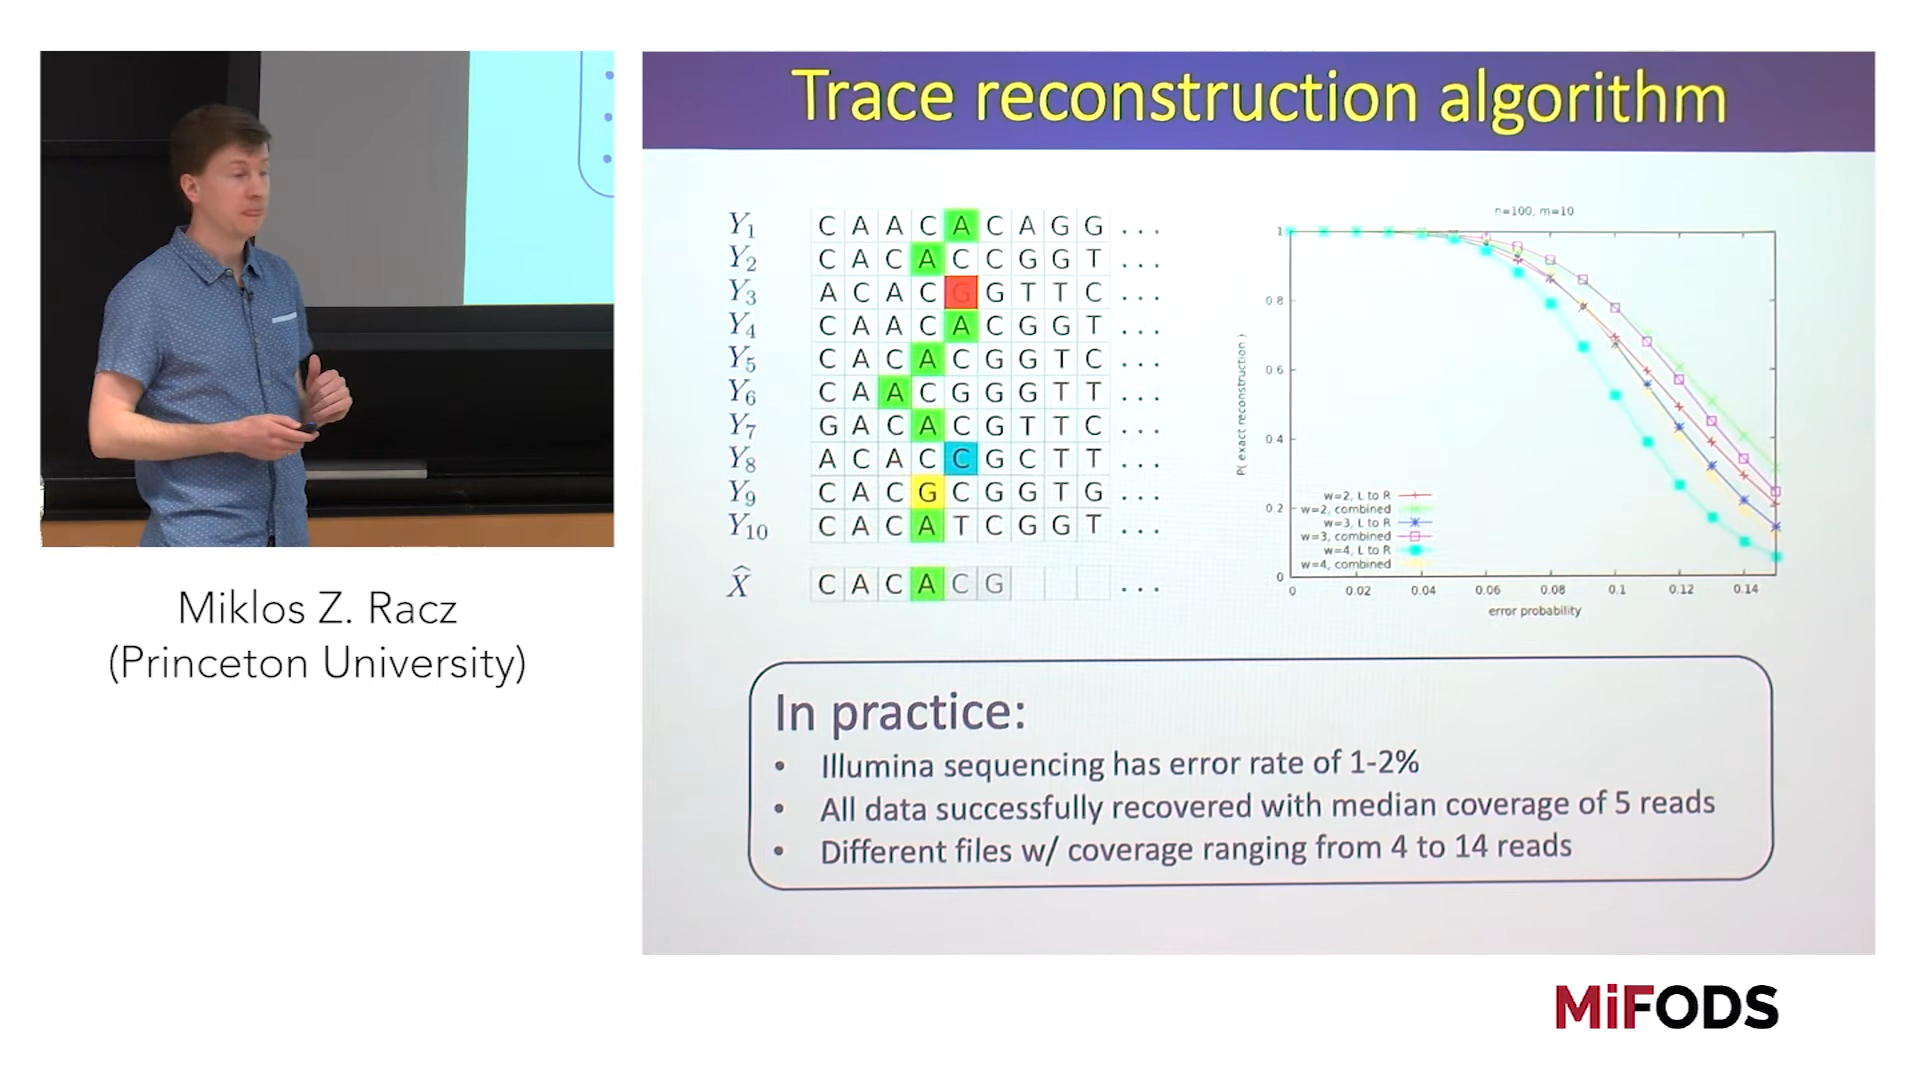 Trace reconstruction algorithm
Y1 C A A C A C A G G ...
Y2 C A C A C C G G T ...
Y3 A C A C G G T T C ...
Y4 C A A C A C G G T ...
Y5 C A C A C G G T C ...
Y6 C A A C G G G T T ...
Y7 G A C A C G T T C ...
Y8 A C A C C G C T T ...
Y9 C A C G C G G T G ...
Y10 C A C A T C G G T ...
X̂ C A C A C G ...
n=100, m=10
P( exact reconstruction )
1
0.8
0.6
0.4
0.2
0
w=2, L to R
w=2, combined
w=3, L to R
w=3, combined
w=4, L to R
w=4, combined
0 0.02 0.04 0.06 0.08 0.1 0.12 0.14
error probability
In practice:
• Illumina sequencing has error rate of 1-2%
• All data successfully recovered with median coverage of 5 reads
• Different files w/ coverage ranging from 4 to 14 reads
Miklos Z. Racz
(Princeton University)
MiFODS